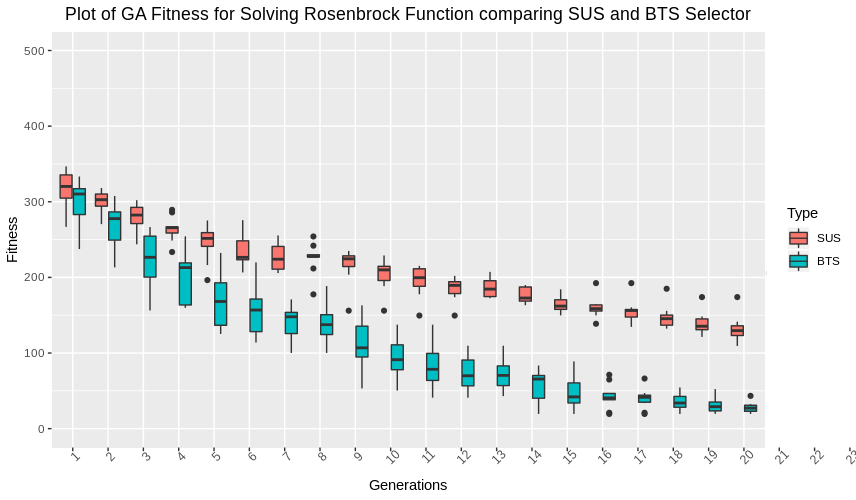 Plot of GA Fitness for Solving Rosenbrock Function comparing SUS and BTS Selector
500
400
300
200
100
0
Fitness
1 2 3 4 5 6 7 8 9 10 11 12 13 14 15 16 17 18 19 20 21 22 23
Generations
Type
SUS
BTS